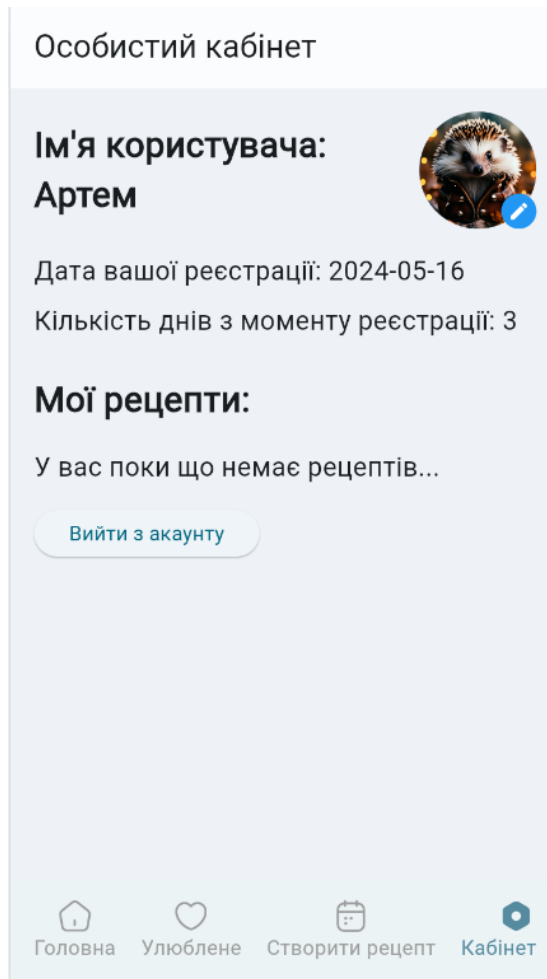 Особистий кабінет
Ім'я користувача:
Артем
Дата вашої реєстрації: 2024-05-16
Кількість днів з моменту реєстрації: 3
Мої рецепти:
У вас поки що немає рецептів...
Вийти з акаунту
Головна Улюблене Створити рецепт Кабінет